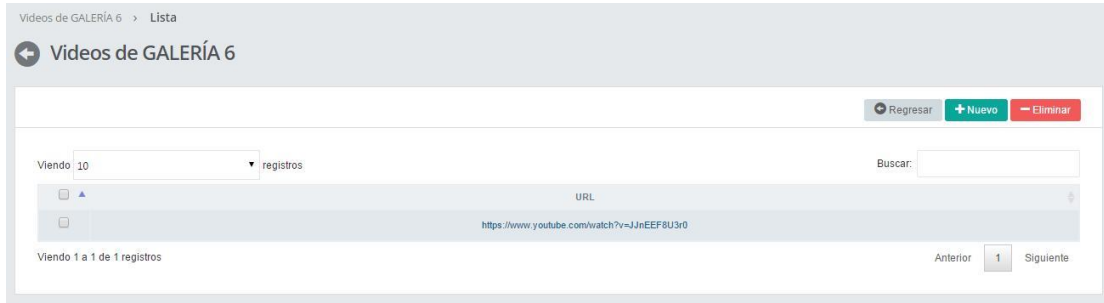 Videos de GALERÍA 6 › Lista
Videos de GALERÍA 6
Regresar Nuevo Eliminar
Viendo 10 registros Buscar:
URL
https://www.youtube.com/watch?v=JJnEEF8U3r0
Viendo 1 a 1 de 1 registros Anterior 1 Siguiente